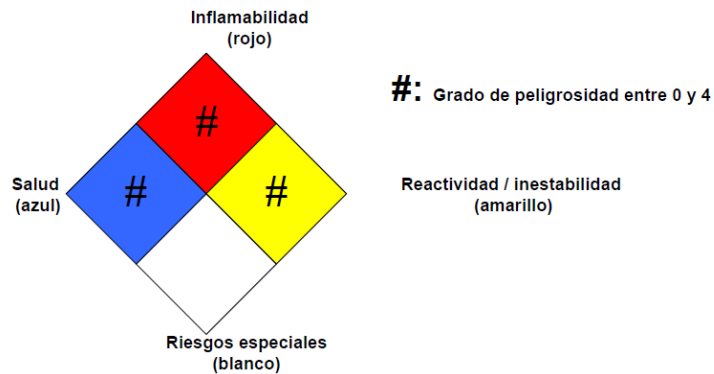 Inflamabilidad
(rojo)
#: Grado de peligrosidad entre 0 y 4
#
Salud
(azul)
#
#
Reactividad / inestabilidad
(amarillo)
Riesgos especiales
(blanco)